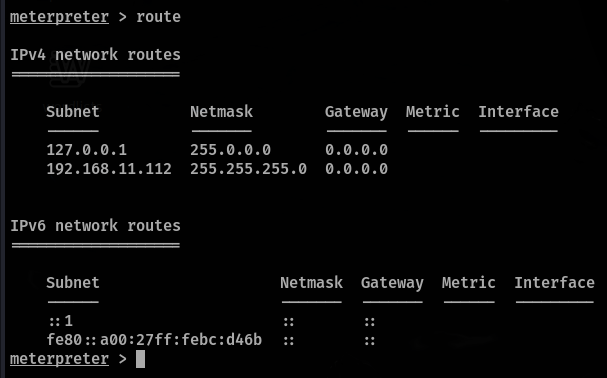 meterpreter > route
IPv4 network routes
====================
Subnet Netmask Gateway Metric Interface
------ ------- ------- ------ ---------
127.0.0.1 255.0.0.0 0.0.0.0
192.168.11.112 255.255.255.0 0.0.0.0
IPv6 network routes
====================
Subnet Netmask Gateway Metric Interface
------ ------- ------- ------ ---------
::1 :: ::
fe80::a00:27ff:febc:d46b :: ::
meterpreter >